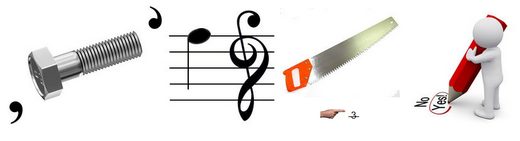 ’
,
3
No
Yes!